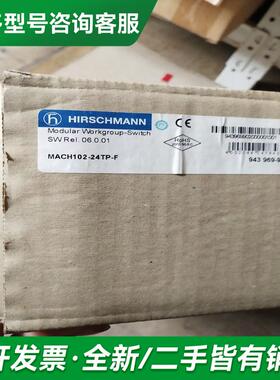 型号咨询客服
HIRSCHMANN
Modular Workgroup-Switch
SW Rel. 06.0.01
MACH102-24TP-F
RoHS
943 969-
开发票·全新/二手皆有销